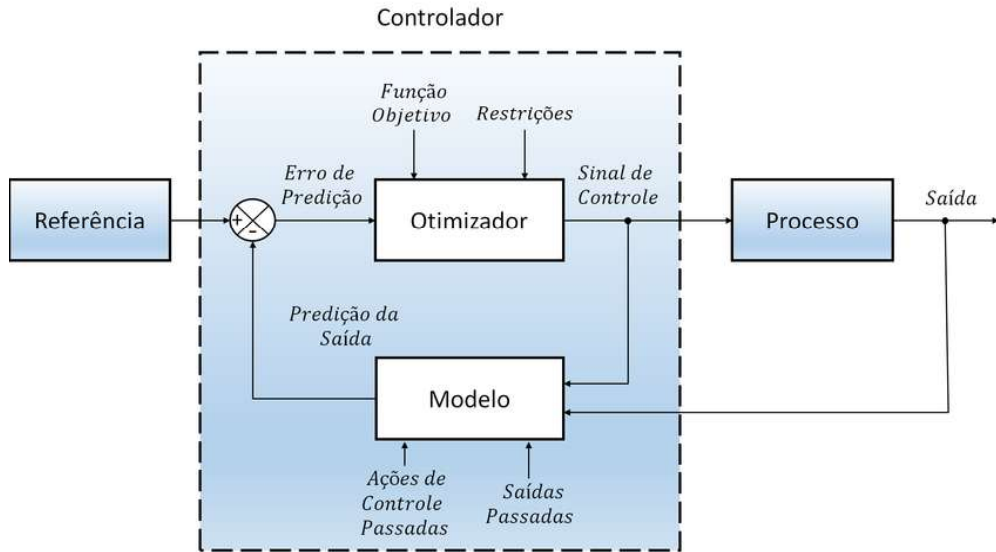 Controlador
Função
Objetivo
Restrições
Erro de
Predição
Sinal de
Controle
Saída
Referência
+
-
Otimizador
Processo
Predição da
Saída
Modelo
Ações de
Controle
Passadas
Saídas
Passadas